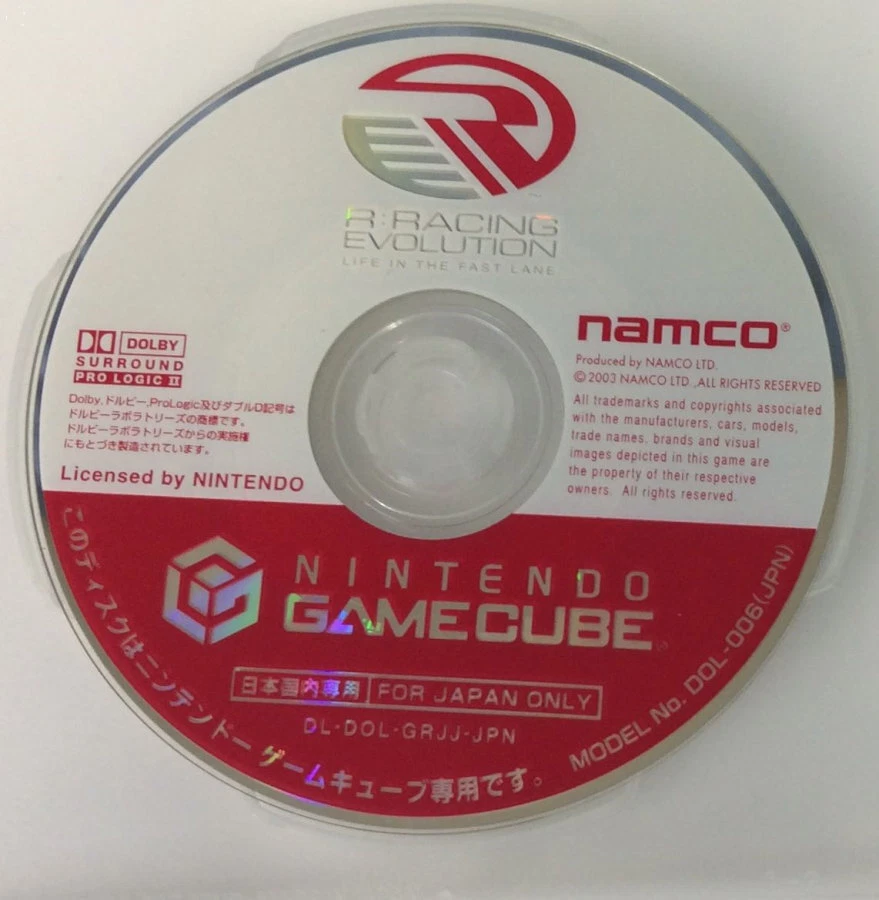 R:RACING
EVOLUTION
LIFE IN THE FAST LANE
namco®
Produced by NAMCO LTD.
© 2003 NAMCO LTD.,ALL RIGHTS RESERVED
All trademarks and copyrights associated
with the manufacturers, cars, models,
trade names, brands and visual
images depicted in this game are
the property of their respective
owners. All rights reserved.
DOLBY
SURROUND
PRO LOGIC II
Dolby、ドルビー、ProLogic及びダブルD記号は
ドルビーラボラトリーズの商標です。
ドルビーラボラトリーズからの実施権
にもとづき製造されています。
Licensed by NINTENDO
NINTENDO
GAMECUBE
日本国内専用 FOR JAPAN ONLY
DL-DOL-GRJJ-JPN
このディスクはニンテンドー ゲームキューブ専用です。
MODEL No. DOL-006(JPN)